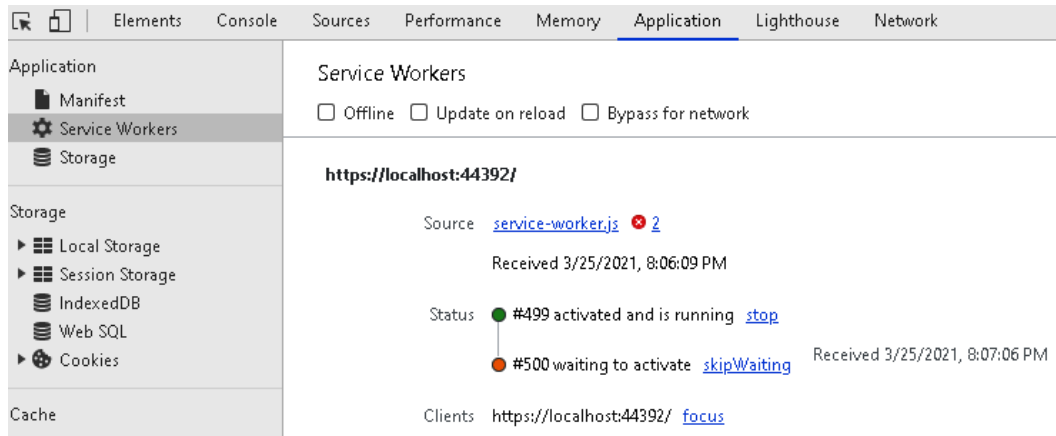 Elements Console Sources Performance Memory Application Lighthouse Network
Application
Manifest
Service Workers
Storage
Storage
Local Storage
Session Storage
IndexedDB
Web SQL
Cookies
Cache
Service Workers
Offline Update on reload Bypass for network
https://localhost:44392/
Source service-worker.js 2
Received 3/25/2021, 8:06:09 PM
Status #499 activated and is running stop
#500 waiting to activate skipWaiting Received 3/25/2021, 8:07:06 PM
Clients https://localhost:44392/ focus